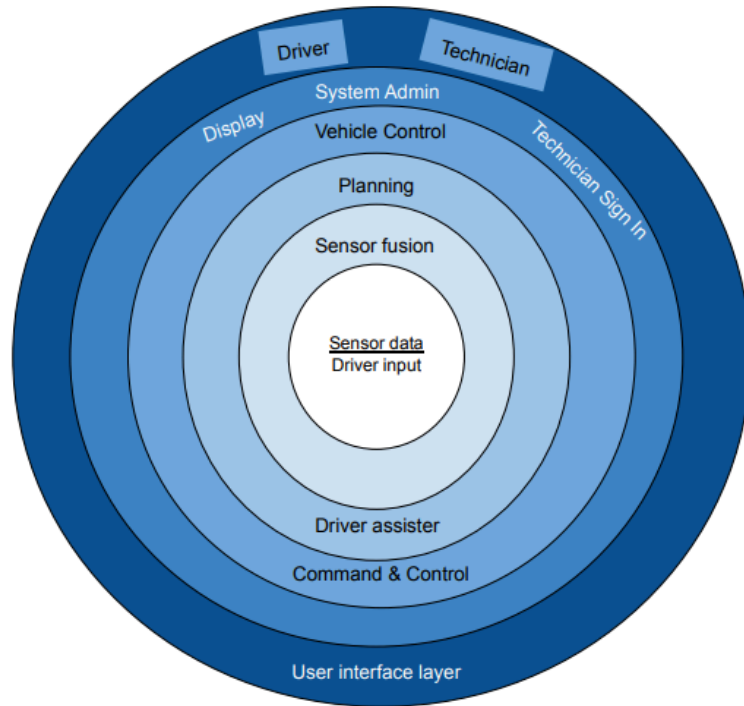 Driver
Technician
System Admin
Display
Technician Sign In
Vehicle Control
Planning
Sensor fusion
Sensor data
Driver input
Driver assister
Command & Control
User interface layer